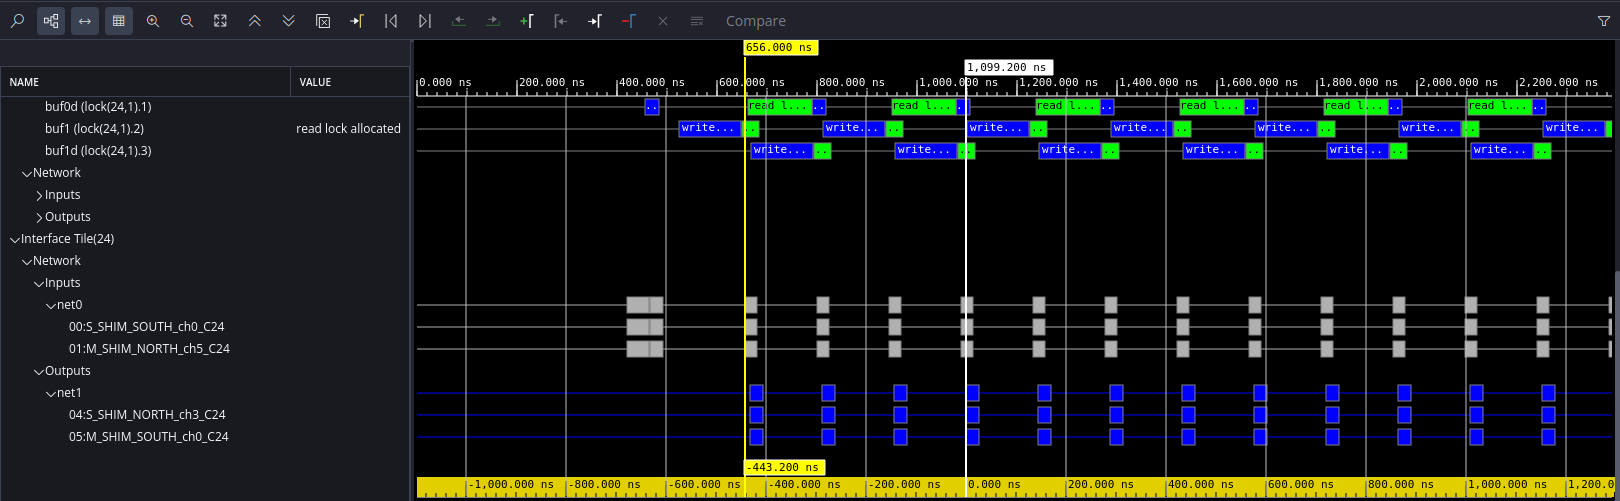 Compare
656.000 ns
1,099.200 ns
NAME VALUE
0.000 ns 200.000 ns 400.000 ns 600.000 ns 800.000 ns 1,000.000 ns 1,200.000 ns 1,400.000 ns 1,600.000 ns 1,800.000 ns 2,000.000 ns 2,200.000 ns
buf0d (lock(24,1).1) .. read l... .. read l... .. read l... .. read l... .. read l... .. read l... ..
buf1 (lock(24,1).2) read lock allocated write... .. write... .. write... .. write... .. write... .. write... .. write...
buf1d (lock(24,1).3) write... .. write... .. write... .. write... .. write... .. write... ..
Network
Inputs
Outputs
Interface Tile(24)
Network
Inputs
net0
00:S_SHIM_SOUTH_ch0_C24
01:M_SHIM_NORTH_ch5_C24
Outputs
net1
04:S_SHIM_NORTH_ch3_C24
05:M_SHIM_SOUTH_ch0_C24
-443.200 ns
-1,000.000 ns -800.000 ns -600.000 ns -400.000 ns -200.000 ns 0.000 ns 200.000 ns 400.000 ns 600.000 ns 800.000 ns 1,000.000 ns 1,200.0